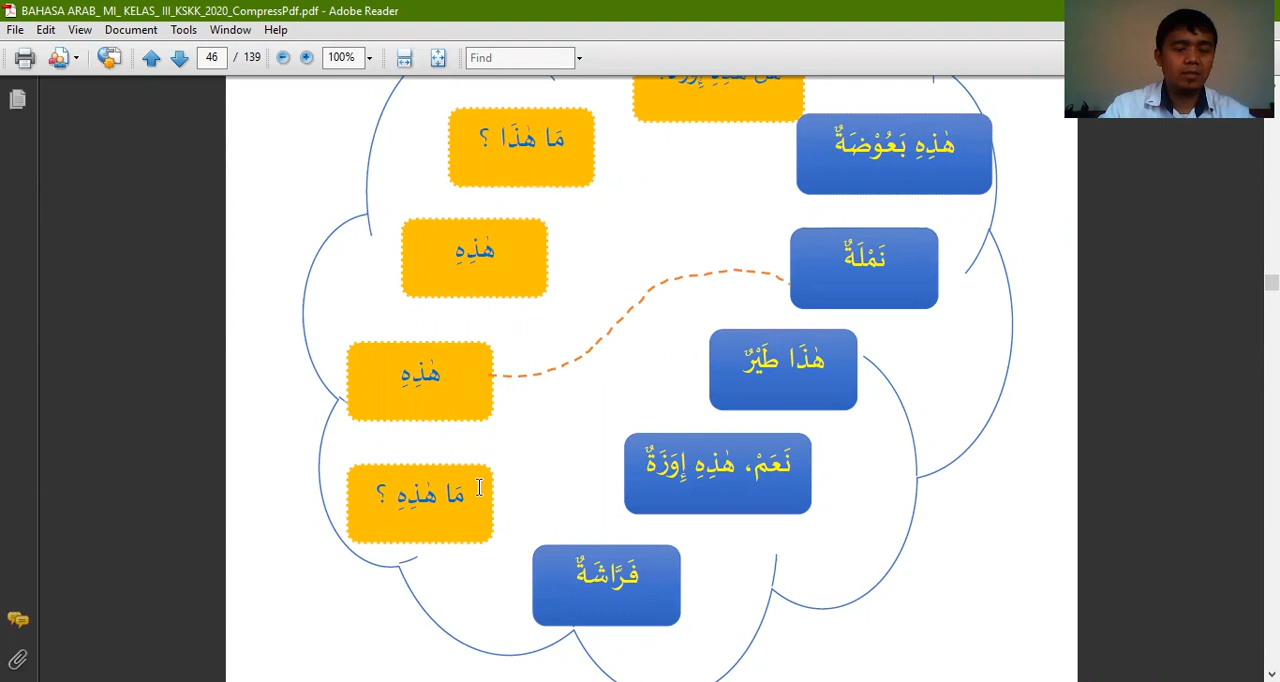 BAHASA ARAB_ MI_ KELAS_ III_KSKK_2020_CompressPdf.pdf - Adobe Reader
File Edit View Document Tools Window Help
46 / 139 100% Find
هَلْ هٰذِهِ إِوَزَةٌ؟
مَا هٰذَا ؟
هٰذِهِ بَعُوْضَةٌ
هٰذِهِ
نَمْلَةٌ
هٰذَا طَيْرٌ
هٰذِهِ
نَعَمْ، هٰذِهِ إِوَزَةٌ
مَا هٰذِهِ ؟
فَرَّاشَةٌ